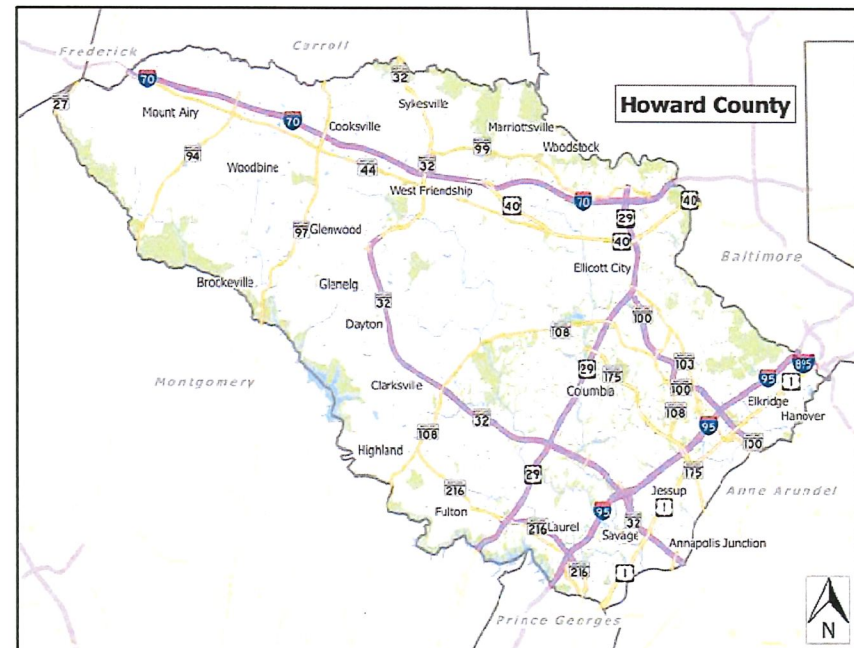 Carroll
Frederick
Howard County
70
32
27
Sykesville
Mount Airy
70
Cooksville
Marriottsville
99
Woodstock
94
32
Woodbine
44
West Friendship
70
40
40
29
97
Glenwood
40
Ellicott City
Baltimore
Brockeville
Glenelg
32
100
Dayton
108
103
895
29
175
95
1
Montgomery
Clarksville
Columbia
100
Elkridge
108
Hanover
32
95
108
100
Highland
29
175
Anne Arundel
216
Jessup
Fulton
95
1
216
Laurel
32
Savage
Annapolis Junction
216
1
Prince Georges
N